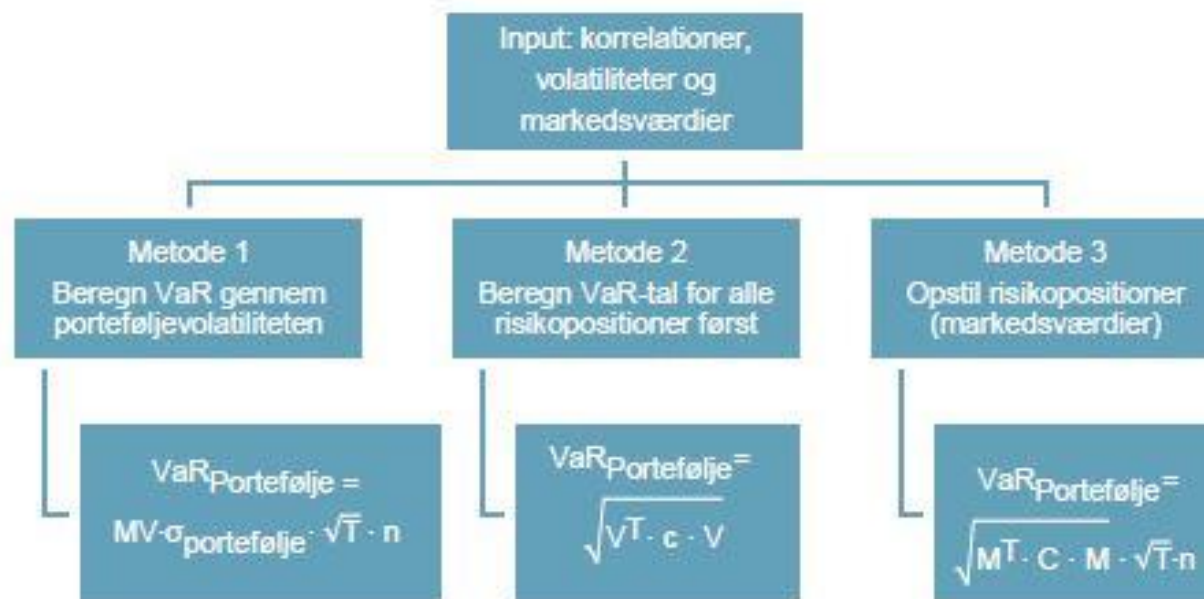 Input: korrelationer,
volatiliteter og
markedsværdier
Metode 1
Beregn VaR gennem
porteføljevolatiliteten
Metode 2
Beregn VaR-tal for alle
risikopositioner først
Metode 3
Opstil risikopositioner
(markedsværdier)
VaR_Portefølje =
MV·σ_portefølje · √T · n
VaR_Portefølje =
√(V^T · c · V)
VaR_Portefølje =
√(M^T · C · M) · √T · n